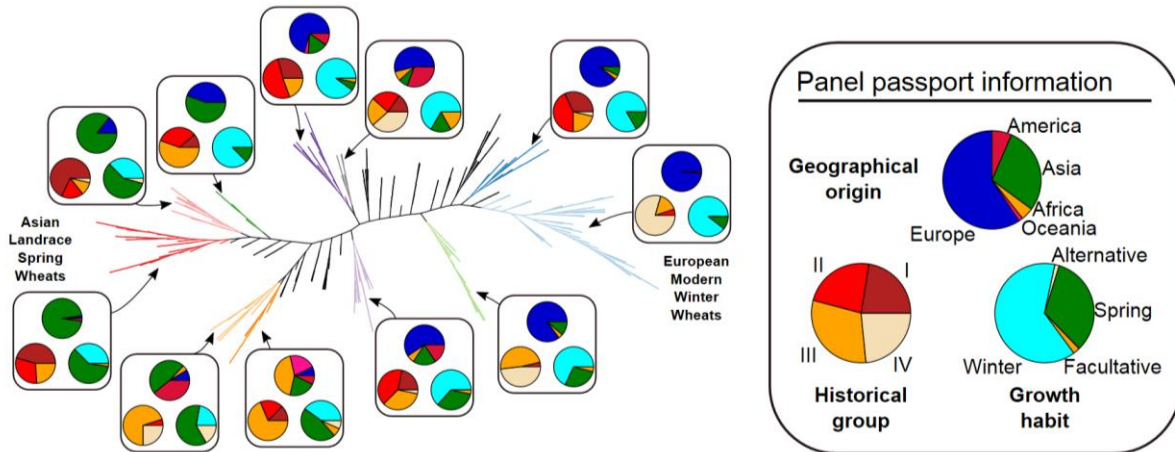 Asian
Landrace
Spring
Wheats
European
Modern
Winter
Wheats
Panel passport information
Geographical
origin
America
Asia
Africa
Oceania
Europe
II
I
III
IV
Historical
group
Alternative
Spring
Winter
Facultative
Growth
habit